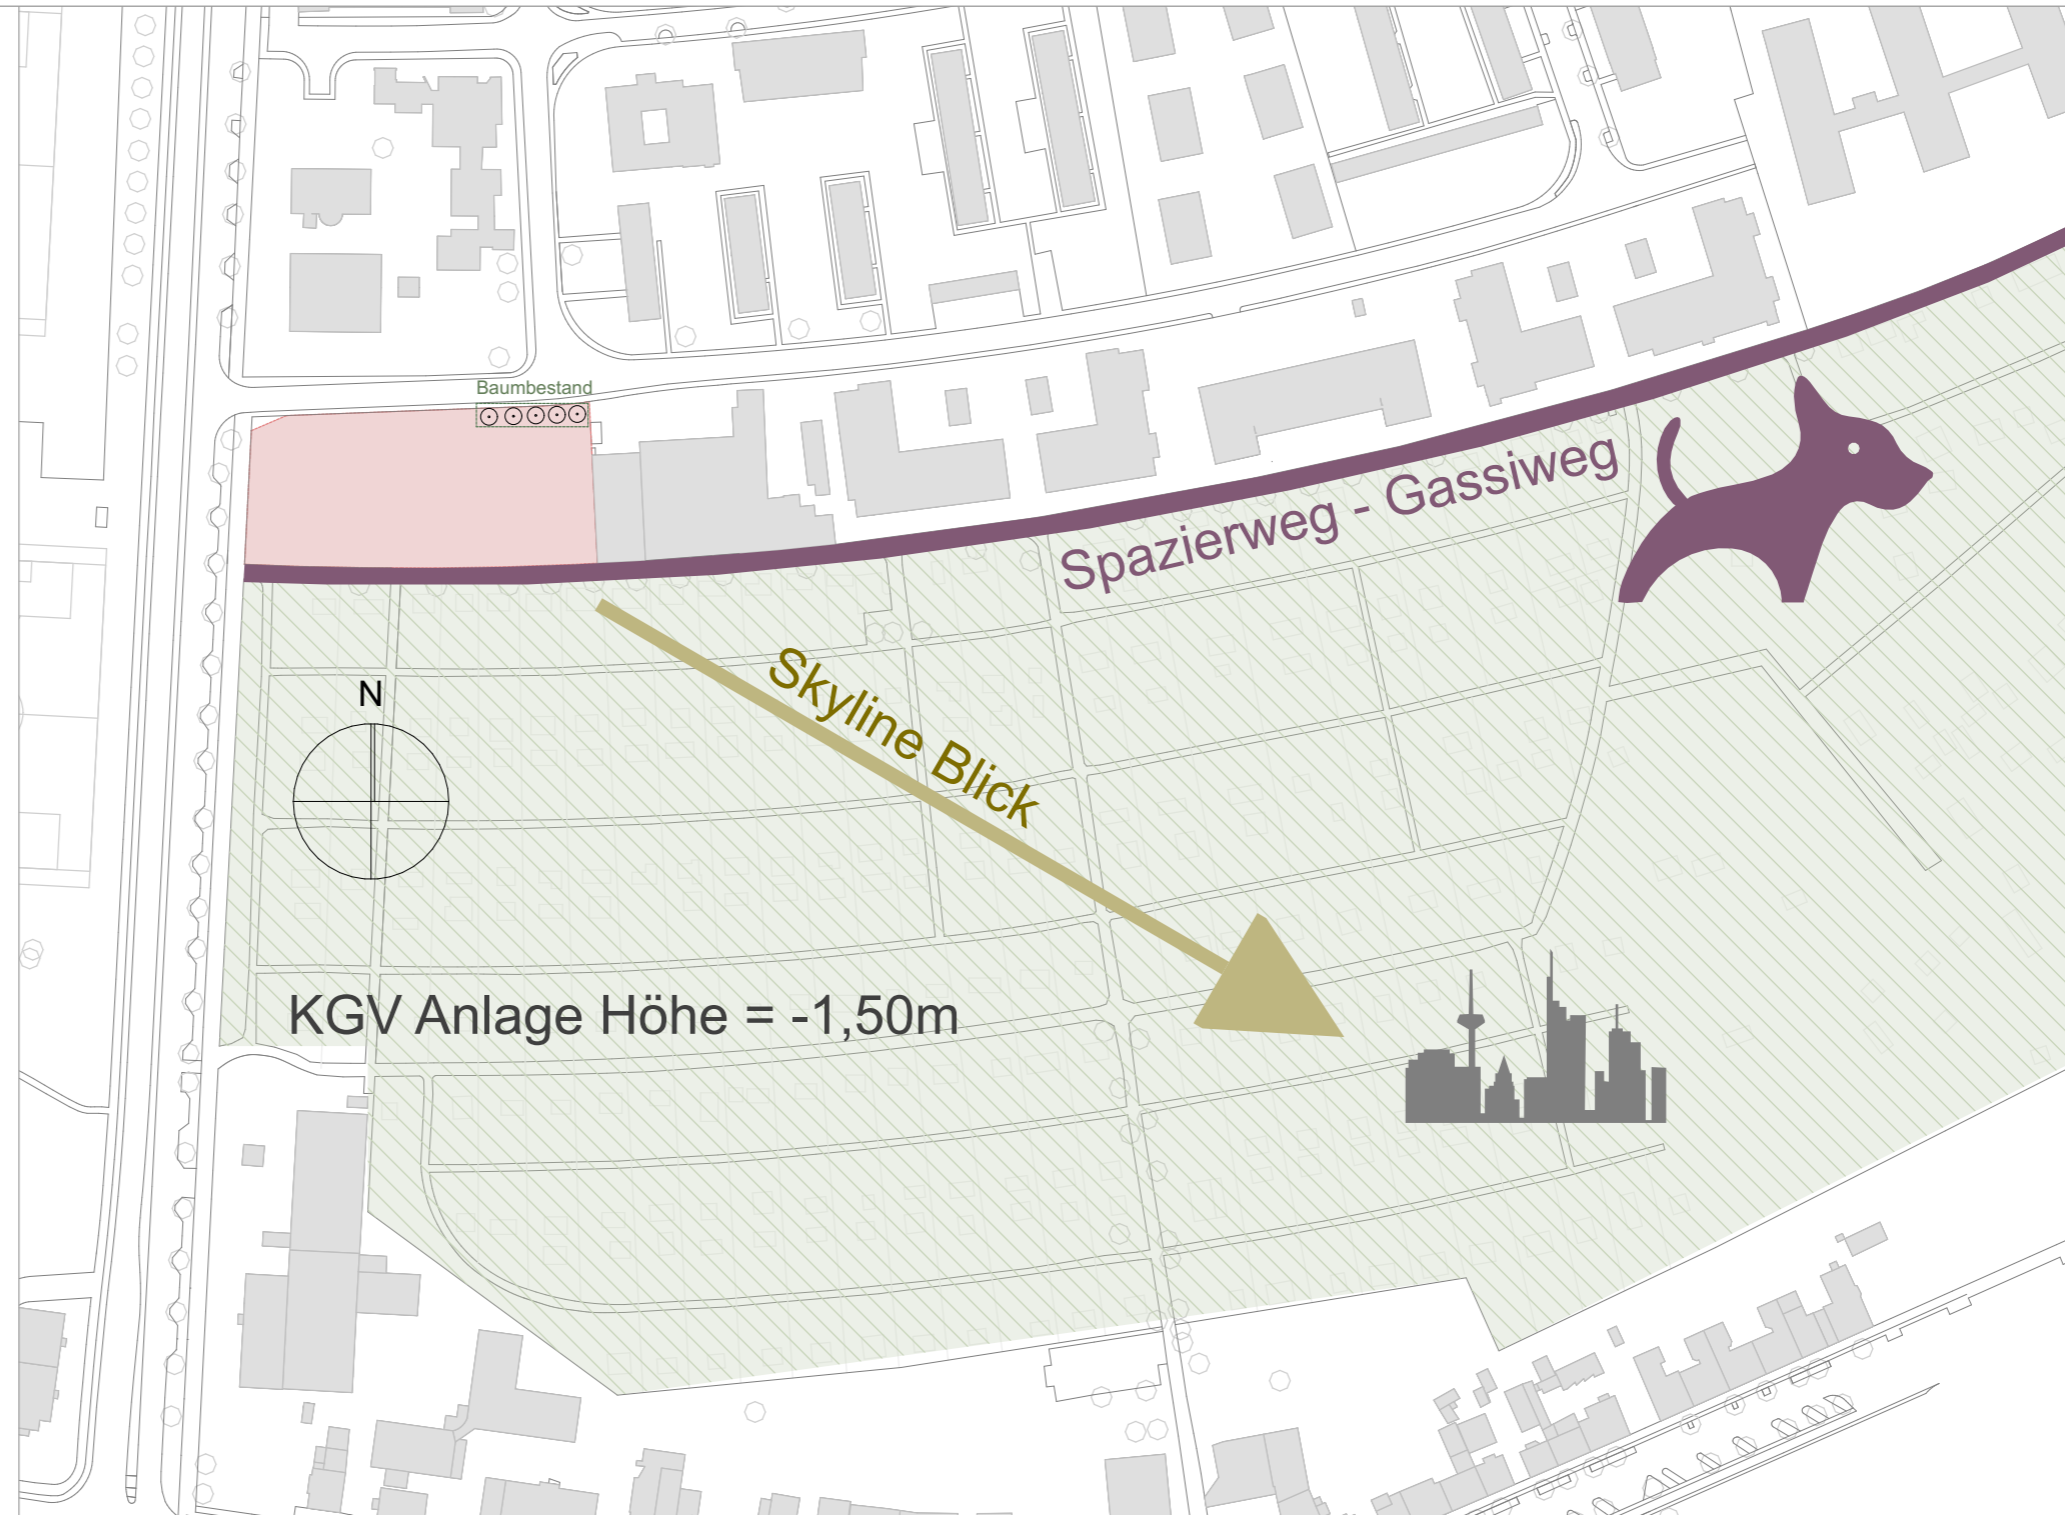 Baumbestand
Spazierweg - Gassiweg
Skyline Blick
N
KGV Anlage Höhe = -1,50m